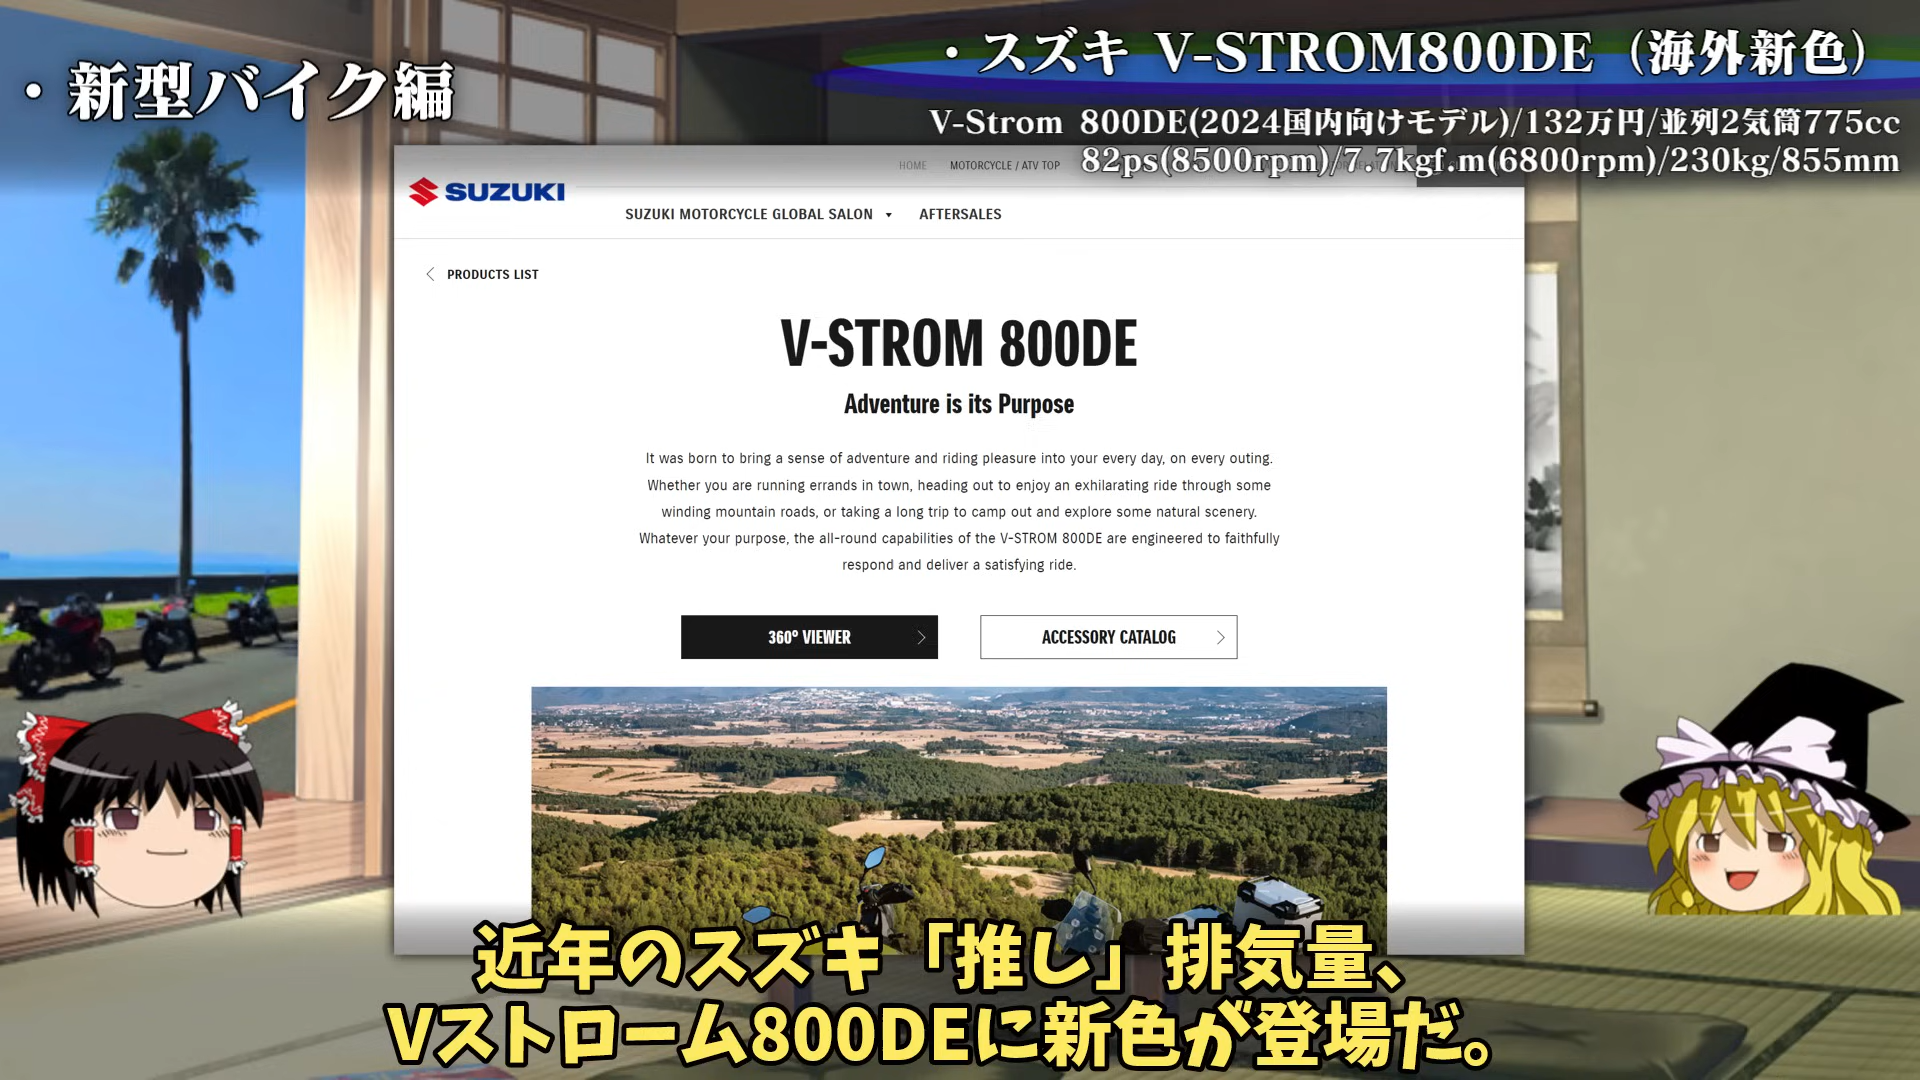 ・新型バイク編
・スズキ V-STROM800DE（海外新色）
V-Strom 800DE(2024国内向けモデル)/132万円/並列2気筒775cc
82ps(8500rpm)/7.7kgf.m(6800rpm)/230kg/855mm
HOME MOTORCYCLE / ATV TOP
SUZUKI
SUZUKI MOTORCYCLE GLOBAL SALON ▼ AFTERSALES
PRODUCTS LIST
V-STROM 800DE
Adventure is its Purpose
It was born to bring a sense of adventure and riding pleasure into your every day, on every outing.
Whether you are running errands in town, heading out to enjoy an exhilarating ride through some
winding mountain roads, or taking a long trip to camp out and explore some natural scenery.
Whatever your purpose, the all-round capabilities of the V-STROM 800DE are engineered to faithfully
respond and deliver a satisfying ride.
360° VIEWER
ACCESSORY CATALOG
近年のスズキ「推し」排気量、
Vストローム800DEに新色が登場だ。